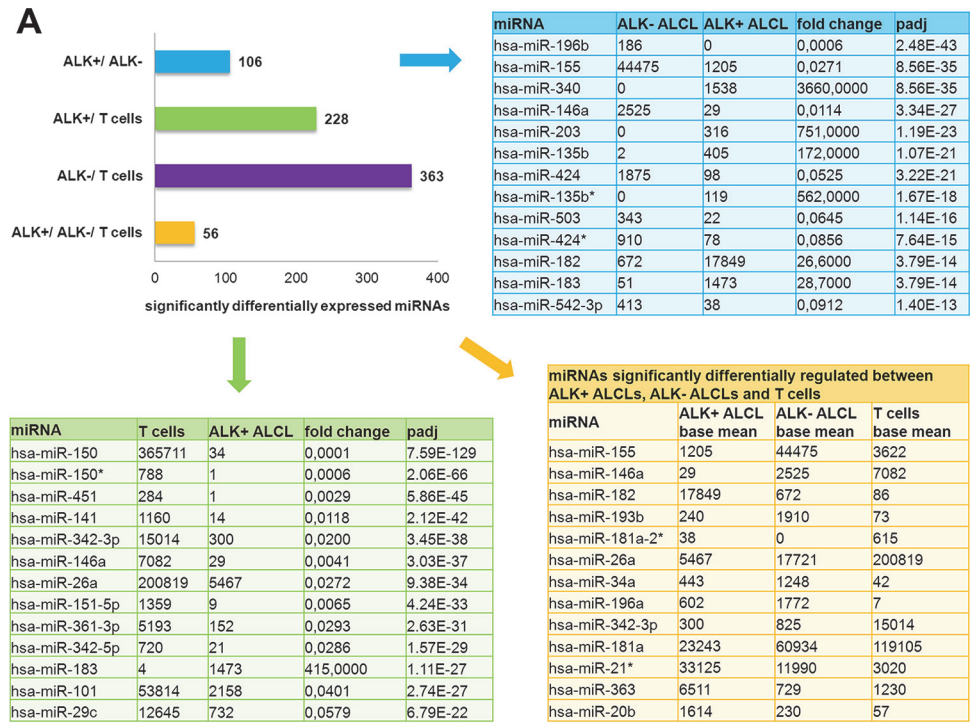 A
ALK+/ ALK-
106
ALK+/ T cells
228
ALK-/ T cells
363
ALK+/ ALK-/ T cells
56
0 100 200 300 400
significantly differentially expressed miRNAs
miRNA ALK- ALCL ALK+ ALCL fold change padj
hsa-miR-196b 186 0 0,0006 2.48E-43
hsa-miR-155 44475 1205 0,0271 8.56E-35
hsa-miR-340 0 1538 3660,0000 8.56E-35
hsa-miR-146a 2525 29 0,0114 3.34E-27
hsa-miR-203 0 316 751,0000 1.19E-23
hsa-miR-135b 2 405 172,0000 1.07E-21
hsa-miR-424 1875 98 0,0525 3.22E-21
hsa-miR-135b* 0 119 562,0000 1.67E-18
hsa-miR-503 343 22 0,0645 1.14E-16
hsa-miR-424* 910 78 0,0856 7.64E-15
hsa-miR-182 672 17849 26,6000 3.79E-14
hsa-miR-183 51 1473 28,7000 3.79E-14
hsa-miR-542-3p 413 38 0,0912 1.40E-13
miRNA T cells ALK+ ALCL fold change padj
hsa-miR-150 365711 34 0,0001 7.59E-129
hsa-miR-150* 788 1 0,0006 2.06E-66
hsa-miR-451 284 1 0,0029 5.86E-45
hsa-miR-141 1160 14 0,0118 2.12E-42
hsa-miR-342-3p 15014 300 0,0200 3.45E-38
hsa-miR-146a 7082 29 0,0041 3.03E-37
hsa-miR-26a 200819 5467 0,0272 9.38E-34
hsa-miR-151-5p 1359 9 0,0065 4.24E-33
hsa-miR-361-3p 5193 152 0,0293 2.63E-31
hsa-miR-342-5p 720 21 0,0286 1.57E-29
hsa-miR-183 4 1473 415,0000 1.11E-27
hsa-miR-101 53814 2158 0,0401 2.74E-27
hsa-miR-29c 12645 732 0,0579 6.79E-22
miRNAs significantly differentially regulated between
ALK+ ALCLs, ALK- ALCLs and T cells
miRNA ALK+ ALCL ALK- ALCL T cells
base mean base mean base mean
hsa-miR-155 1205 44475 3622
hsa-miR-146a 29 2525 7082
hsa-miR-182 17849 672 86
hsa-miR-193b 240 1910 73
hsa-miR-181a-2* 38 0 615
hsa-miR-26a 5467 17721 200819
hsa-miR-34a 443 1248 42
hsa-miR-196a 602 1772 7
hsa-miR-342-3p 300 825 15014
hsa-miR-181a 23243 60934 119105
hsa-miR-21* 33125 11990 3020
hsa-miR-363 6511 729 1230
hsa-miR-20b 1614 230 57